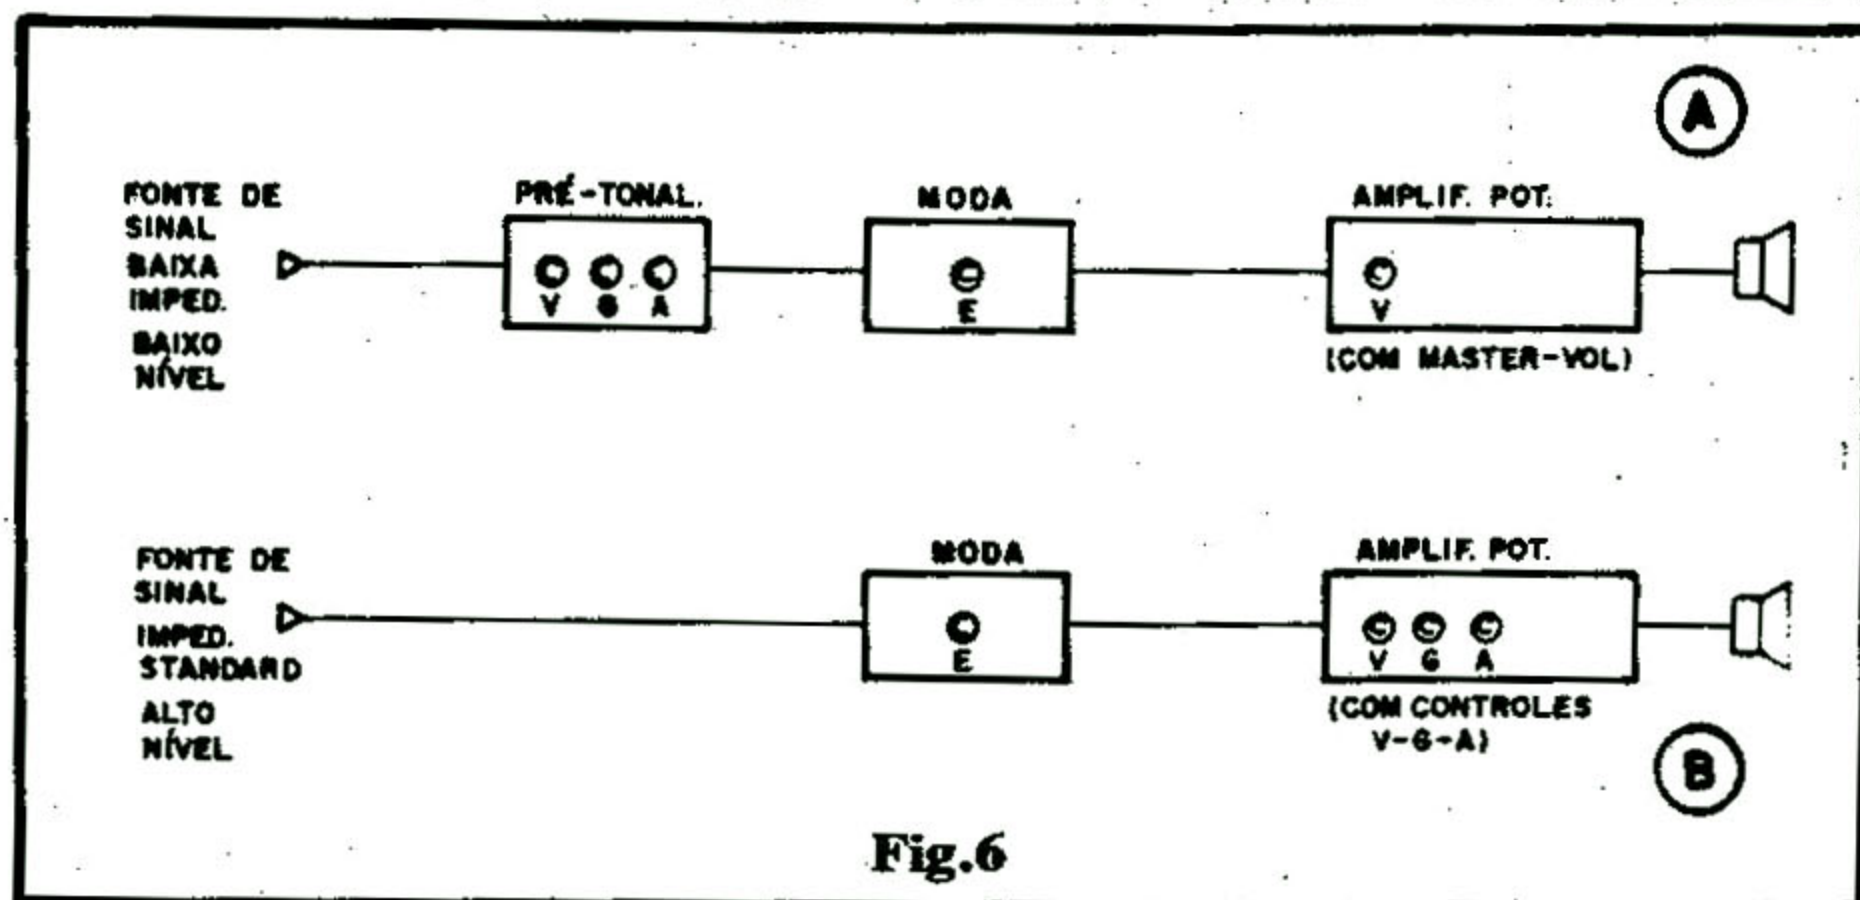 A
FONTE DE
SINAL
BAIXA
IMPED.
BAIXO
NÍVEL
PRÉ-TONAL.
V G A
MODA
E
AMPLIF. POT.
V
(COM MASTER-VOL)
FONTE DE
SINAL
IMPED.
STANDARD
ALTO
NÍVEL
MODA
E
AMPLIF. POT.
V G A
(COM CONTROLES
V-G-A)
B
Fig.6